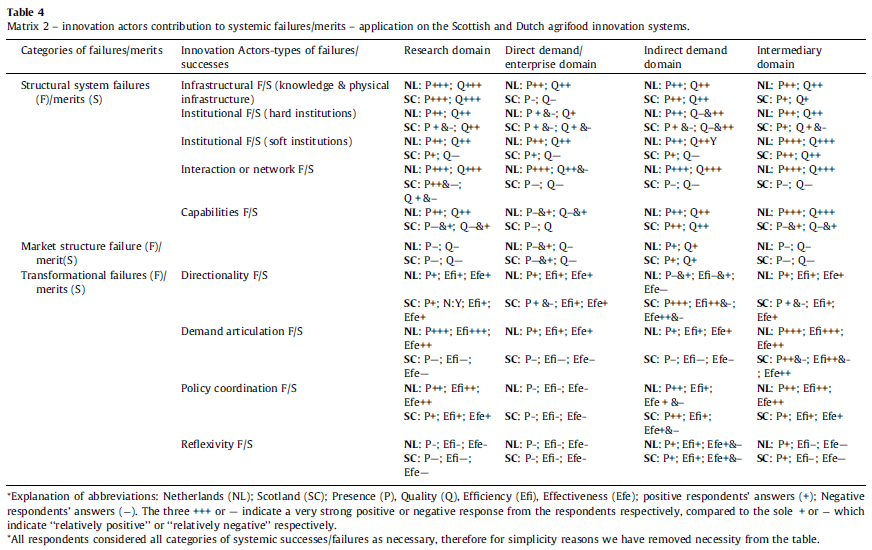 Table 4
Matrix 2 – innovation actors contribution to systemic failures/merits – application on the Scottish and Dutch agrifood innovation systems.
Categories of failures/merits Innovation Actors-types of failures/ Research domain Direct demand/ Indirect demand Intermediary
successes enterprise domain domain domain
Structural system failures Infrastructural F/S (knowledge & physical NL: P+++; Q+++ NL: P++; Q++ NL: P++; Q++ NL: P+++; Q++
(F)/merits (S) infrastructure) SC: P+++; Q+++ SC: P–; Q– SC: P++; Q++ SC: P+; Q+
Institutional F/S (hard institutions) NL: P++; Q++ NL: P + &-; Q+ NL: P++; Q–&++ NL: P++; Q++
SC: P + &-; Q++ SC: P + &-; Q + &- SC: P + &-; Q–&++ SC: P+; Q + &-
Institutional F/S (soft institutions) NL: P++; Q++ NL: P++; Q++ NL: P++; Q++Y NL: P+++; Q+++
SC: P+; Q— SC: P+; Q— SC: P+; Q— SC: P++; Q++
Interaction or network F/S NL: P+++; Q+++ NL: P+++; Q++&- NL: P+++; Q+++ NL: P+++; Q+++
SC: P++&—; SC: P—; Q— SC: P–; Q— SC: P–; Q—
Q + &–
Capabilities F/S NL: P++; Q++ NL: P–&+; Q–&+ NL: P++; Q++ NL: P+++; Q+++
SC: P—&+; Q—&+ SC: P–; Q SC: P++; Q++ SC: P–&+; Q–&+
Market structure failure (F)/ NL: P–; Q– NL: P–&+; Q– NL: P+; Q+ NL: P–; Q–
merit(S) SC: P—; Q— SC: P—&+; Q— SC: P+; Q+ SC: P—; Q—
Transformational failures (F)/ Directionality F/S NL: P+; Efi+; Efe+ NL: P+; Efi+; Efe+ NL: P–&+; Efi–&+; NL: P+; Efi+; Efe+
merits (S) Efe—
SC: P+; N:Y; Efi+; SC: P + &-; Efi+; Efe+ SC: P+++; Efi++&-; SC: P + &-; Efi+;
Efe+ Efe++&- Efe+
Demand articulation F/S NL: P+++; Efi+++; NL: P+; Efi+; Efe+ NL: P+; Efi+; Efe+ NL: P+++; Efi+++;
Efe++ Efe++
SC: P—; Efi—; SC: P–; Efi—; Efe– SC: P–; Efi—; Efe– SC: P++&-; Efi++&-
Efe— ; Efe++
Policy coordination F/S NL: P++; Efi++; NL: P-; Efi-; Efe- NL: P++; Efi+; NL: P++; Efi++;
Efe++ Efe + &– Efe++
SC: P+; Efi+; Efe+ SC: P-; Efi-; Efe- SC: P++; Efi+; SC: P+; Efi+; Efe+
Efe+&–
Reflexivity F/S NL: P-; Efi-; Efe- NL: P-; Efi-; Efe- NL: P+; Efi+; Efe+&– NL: P+; Efi–; Efe—
SC: P—; Efi—; SC: P-; Efi-; Efe- SC: P+; Efi+; Efe+&– SC: P+; Efi–; Efe—
Efe—
*Explanation of abbreviations: Netherlands (NL); Scotland (SC); Presence (P), Quality (Q), Efficiency (Efi), Effectiveness (Efe); positive respondents' answers (+); Negative
respondents' answers (−). The three +++ or — indicate a very strong positive or negative response from the respondents respectively, compared to the sole + or – which
indicate "relatively positive" or "relatively negative" respectively.
*All respondents considered all categories of systemic successes/failures as necessary, therefore for simplicity reasons we have removed necessity from the table.